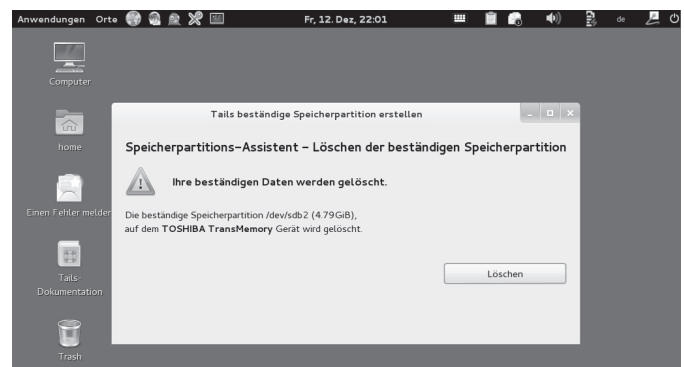 Anwendungen Orte
Fr, 12. Dez, 22:01
de
Computer
home
Einen Fehler melden
Tails-
Dokumentation
Trash
Tails beständige Speicherpartition erstellen
Speicherpartitions-Assistent - Löschen der beständigen Speicherpartition
Ihre beständigen Daten werden gelöscht.
Die beständige Speicherpartition /dev/sdb2 (4.79GiB),
auf dem TOSHIBA TransMemory Gerät wird gelöscht.
Löschen